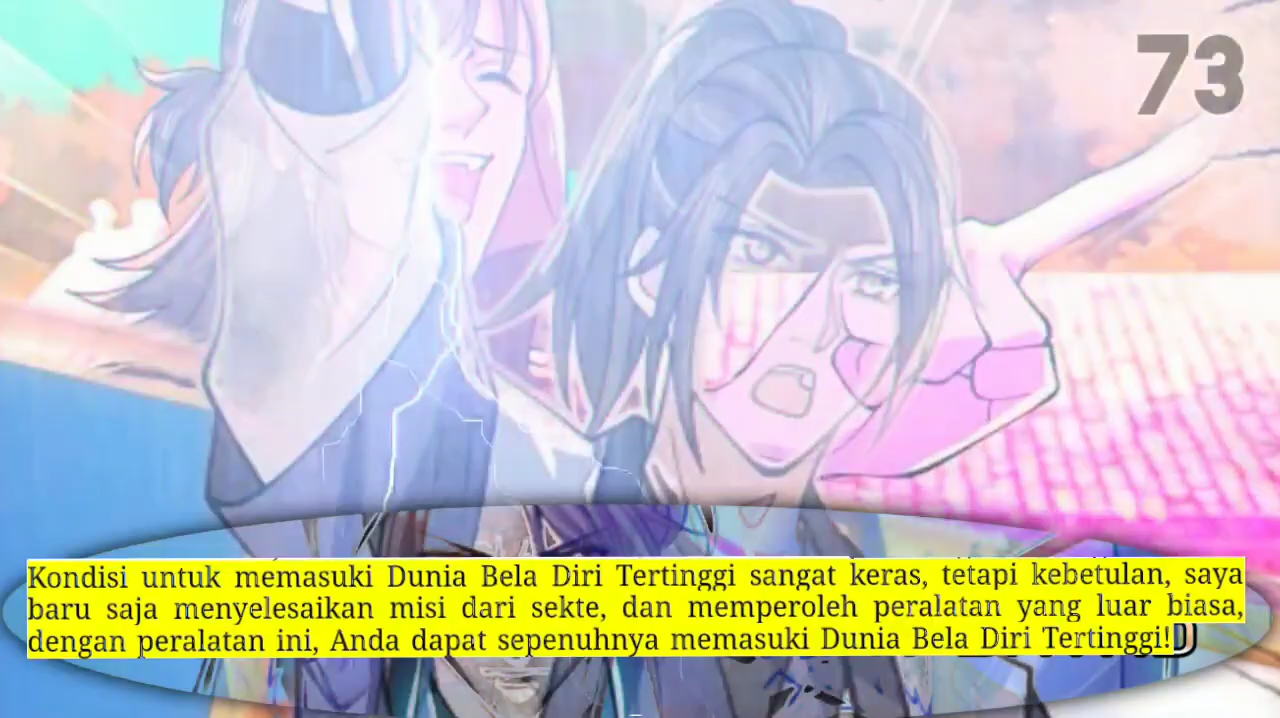 73
Kondisi untuk memasuki Dunia Bela Diri Tertinggi sangat keras, tetapi kebetulan, saya
baru saja menyelesaikan misi dari sekte, dan memperoleh peralatan yang luar biasa,
dengan peralatan ini, Anda dapat sepenuhnya memasuki Dunia Bela Diri Tertinggi!